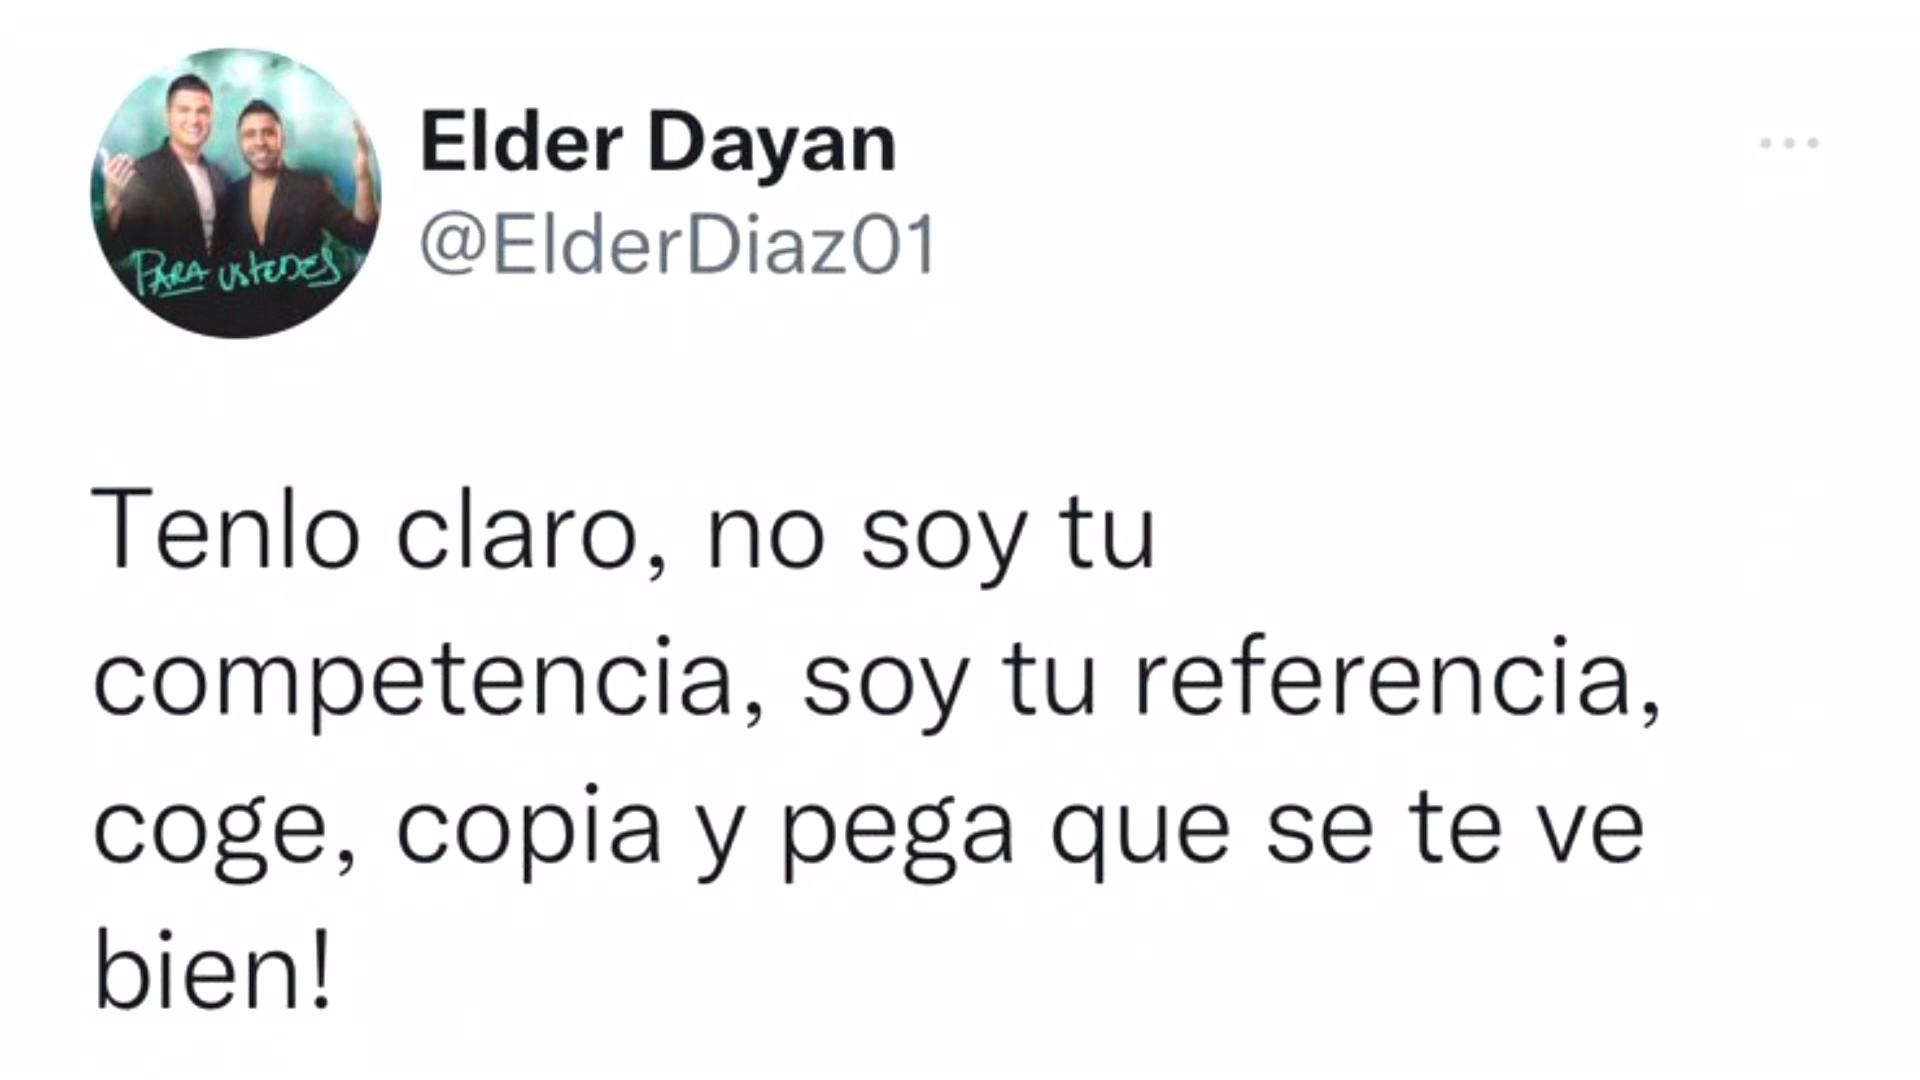 Elder Dayan
@ElderDiaz01
PARA USTEDES
Tenlo claro, no soy tu
competencia, soy tu referencia,
coge, copia y pega que se te ve
bien!